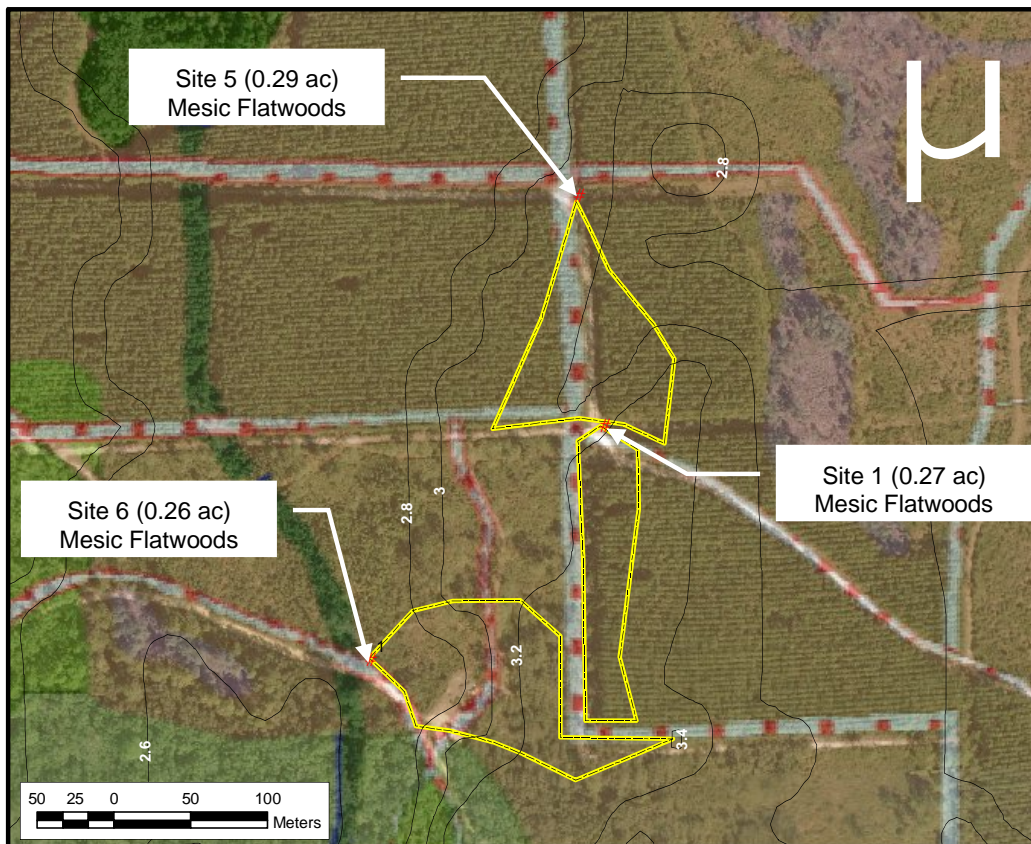 Site 5 (0.29 ac)
Mesic Flatwoods
µ
2.8
Site 1 (0.27 ac)
Mesic Flatwoods
Site 6 (0.26 ac)
Mesic Flatwoods
2.8
3
3.2
3.4
2.6
50 25 0 50 100
Meters